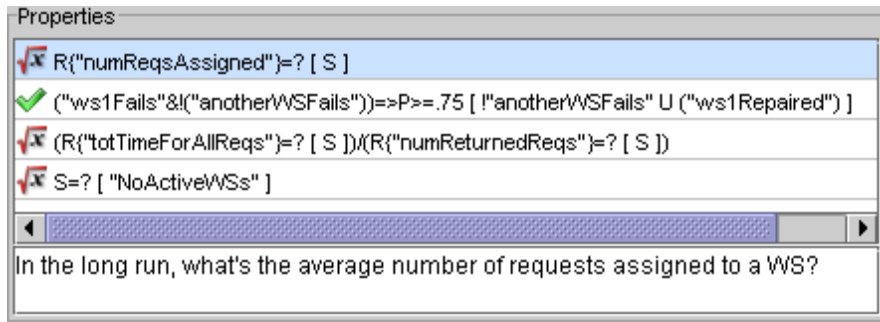 Properties
R{"numReqsAssigned"}=? [ S ]
("ws1Fails"&!("anotherWSFails"))=>P>=.75 [ !"anotherWSFails" U ("ws1Repaired") ]
(R{"totTimeForAllReqs"}=? [ S ])/(R{"numReturnedReqs"}=? [ S ])
S=? [ "NoActiveWSs" ]
In the long run, what's the average number of requests assigned to a WS?